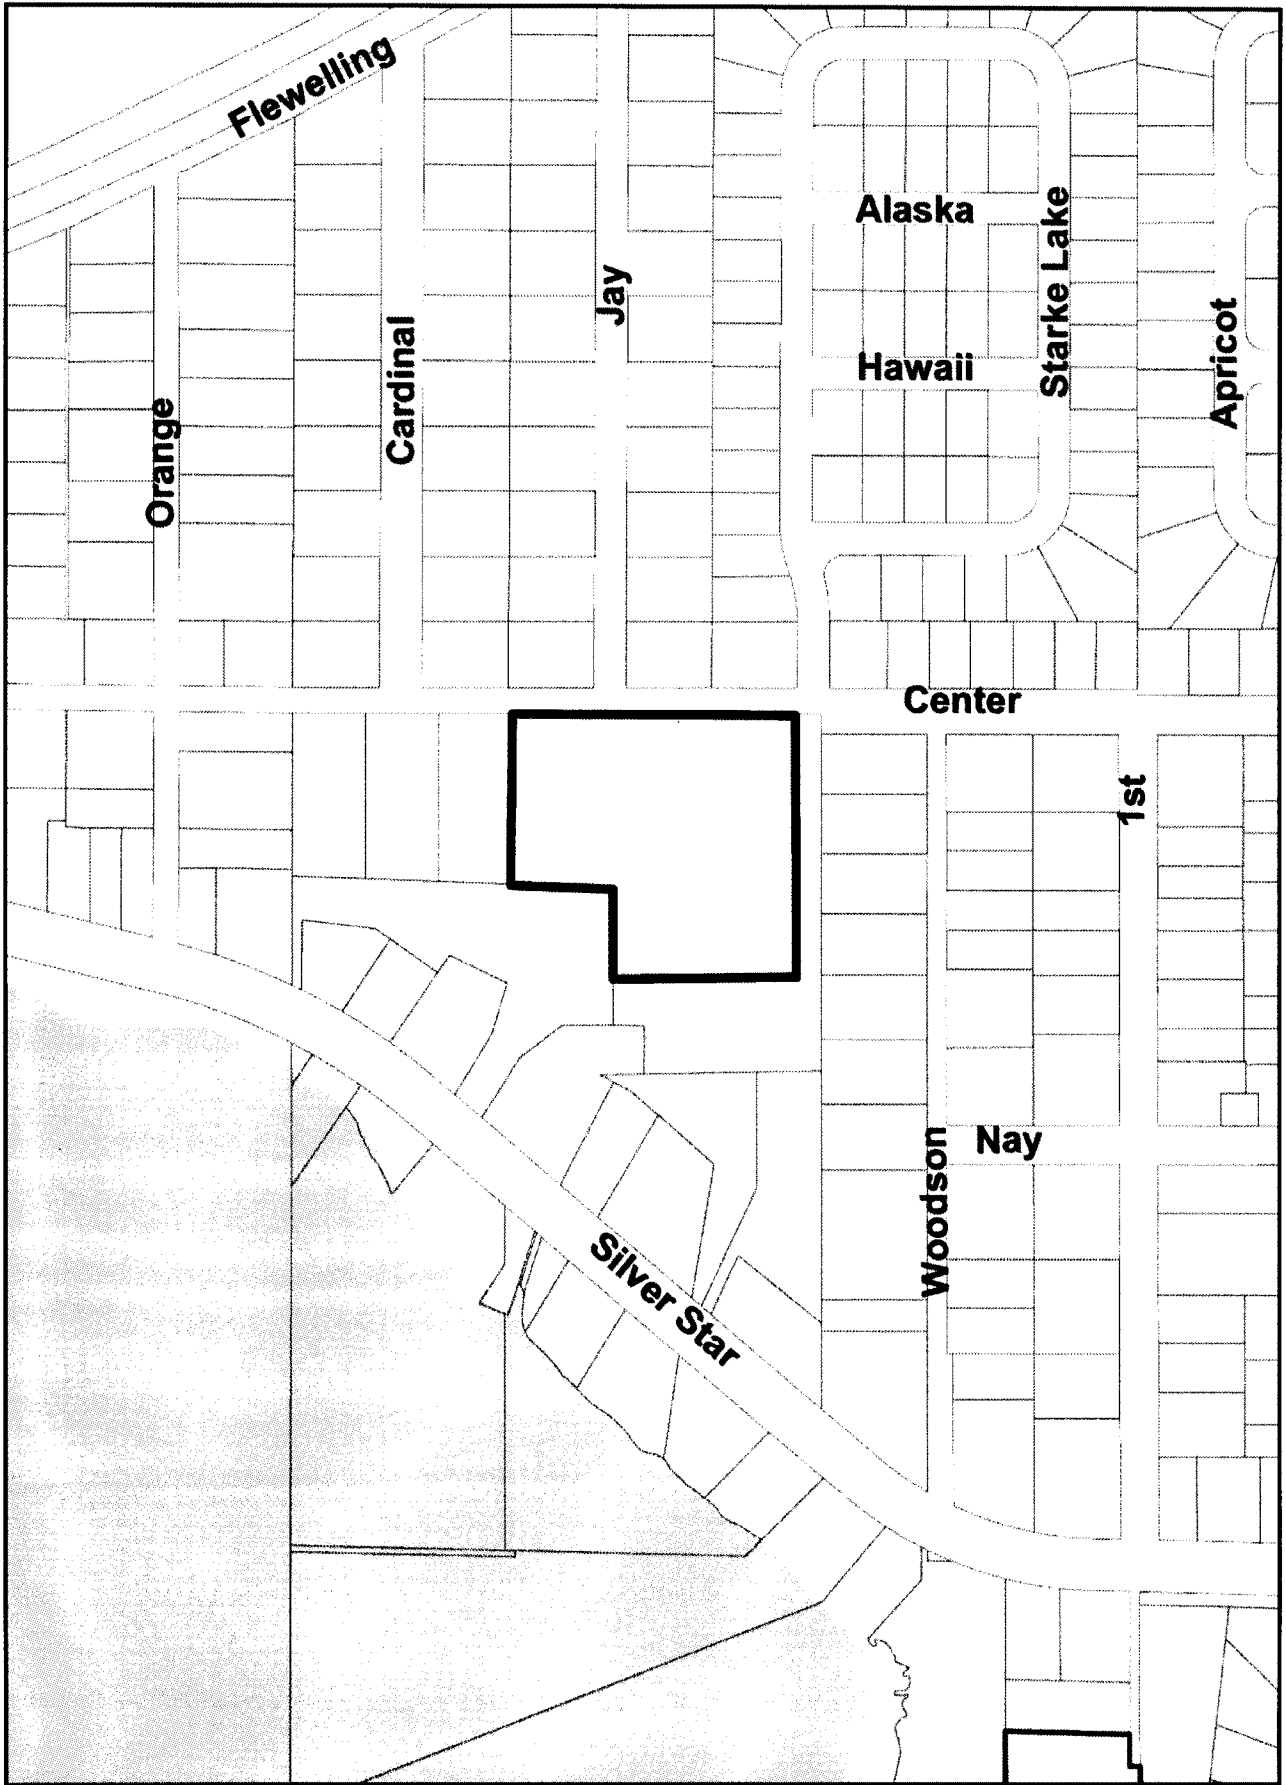 Flewelling
Alaska
Starke Lake
Jay
Cardinal
Hawaii
Apricot
Orange
Center
1st
Nay
Woodson
Silver Star